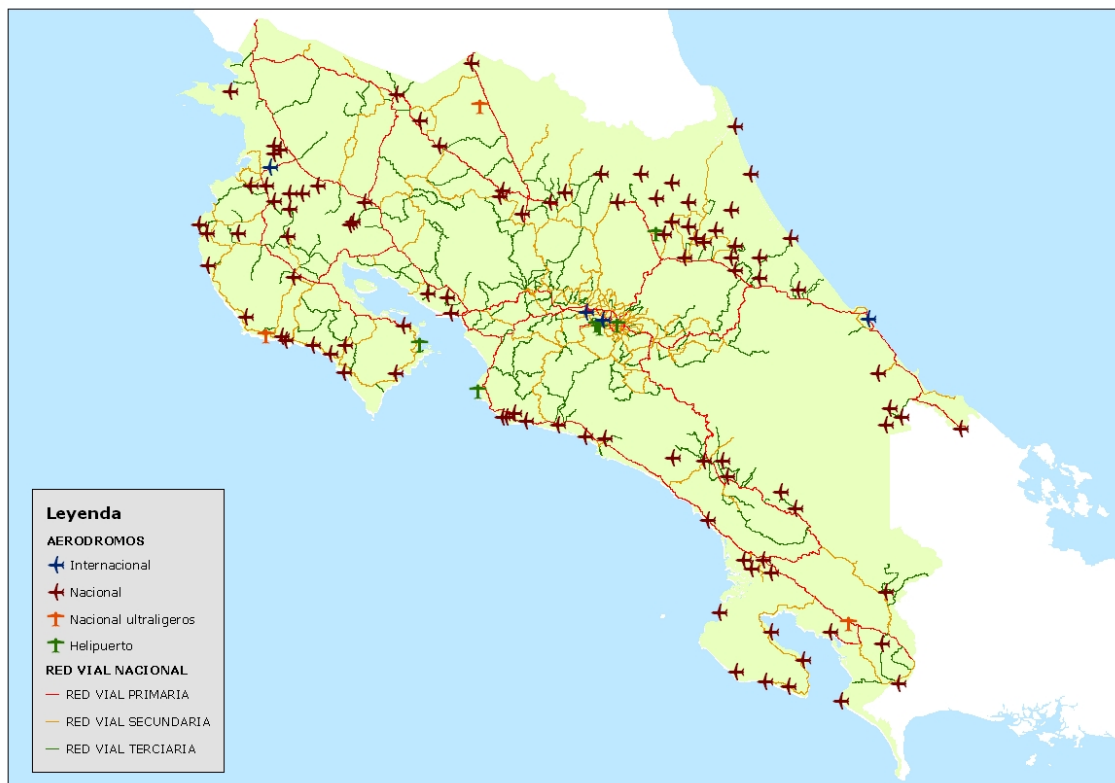 Leyenda
AERODROMOS
Internacional
Nacional
Nacional ultraligeros
Helipuerto
RED VIAL NACIONAL
RED VIAL PRIMARIA
RED VIAL SECUNDARIA
RED VIAL TERCIARIA